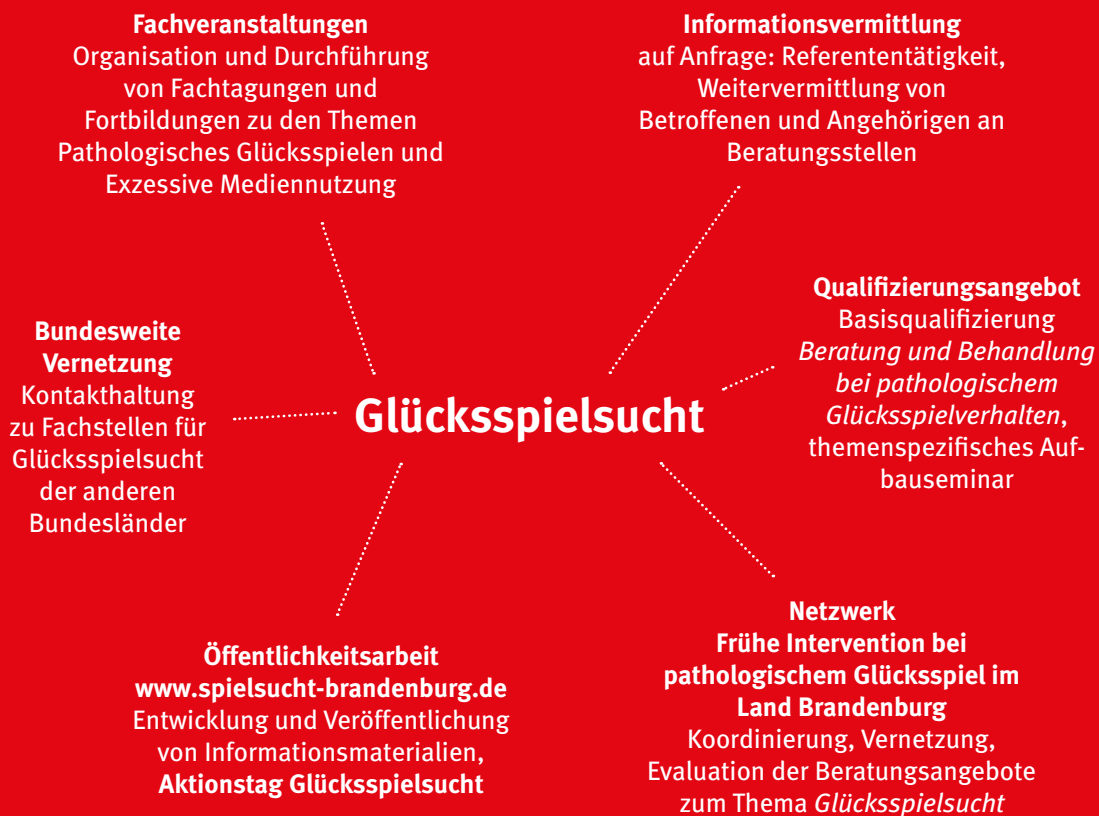 Fachveranstaltungen
Organisation und Durchführung
von Fachtagungen und
Fortbildungen zu den Themen
Pathologisches Glücksspielen und
Exzessive Mediennutzung
Informationsvermittlung
auf Anfrage: Referententätigkeit,
Weitervermittlung von
Betroffenen und Angehörigen an
Beratungsstellen
Qualifizierungsangebot
Basisqualifizierung
Beratung und Behandlung
bei pathologischem
Glücksspielverhalten,
themenspezifisches Auf-
bauseminar
Bundesweite
Vernetzung
Kontakthaltung
zu Fachstellen für
Glücksspielsucht
der anderen
Bundesländer
Glücksspielsucht
Öffentlichkeitsarbeit
www.spielsucht-brandenburg.de
Entwicklung und Veröffentlichung
von Informationsmaterialien,
Aktionstag Glücksspielsucht
Netzwerk
Frühe Intervention bei
pathologischem Glücksspiel im
Land Brandenburg
Koordinierung, Vernetzung,
Evaluation der Beratungsangebote
zum Thema Glücksspielsucht